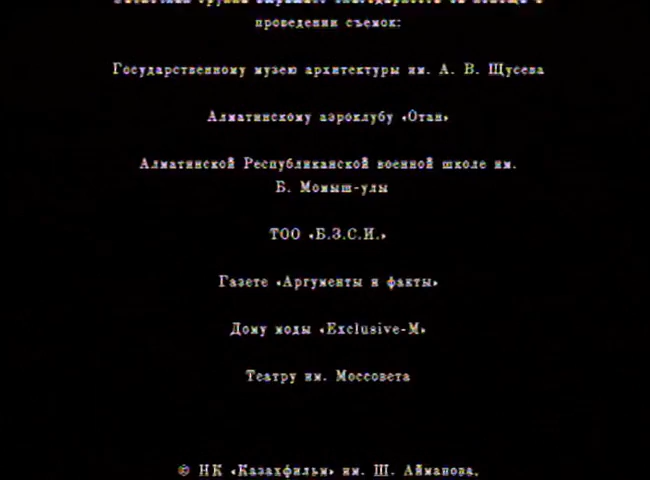 проведении съемок:
Государственному музею архитектуры им. А. В. Щусева
Алматинскому аэроклубу «Отан»
Алматинской Республиканской военной школе им.
Б. Момыш-улы
ТОО «Б.З.С.И.»
Газете «Аргументы и факты»
Дому моды «Exclusive-M»
Театру им. Моссовета
© НК «Казахфильм» им. Ш. Айманова.